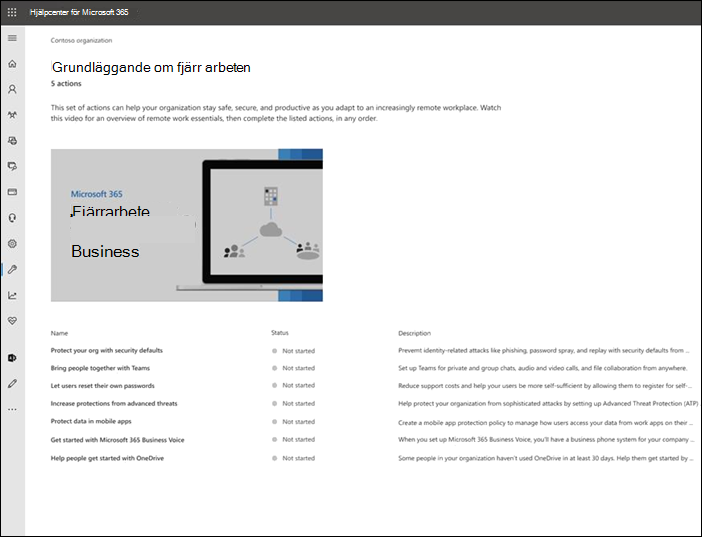 Hjälpcenter för Microsoft 365
Contoso organization
Grundläggande om fjärr arbeten
5 actions
This set of actions can help your organization stay safe, secure, and productive as you adapt to an increasingly remote workplace. Watch
this video for an overview of remote work essentials, then complete the listed actions, in any order.
Microsoft 365
Fjärrarbete
Business
Name Status Description
Protect your org with security defaults Not started Prevent identity-related attacks like phishing, password spray, and replay with security defaults from ...
Bring people together with Teams Not started Set up Teams for private and group chats, audio and video calls, and file collaboration from anywhere.
Let users reset their own passwords Not started Reduce support costs and help your users be more self-sufficient by allowing them to register for self-...
Increase protections from advanced threats Not started Help protect your organization from sophisticated attacks by setting up Advanced Threat Protection (ATP)
Protect data in mobile apps Not started Create a mobile app protection policy to manage how users access your data from work apps on their ...
Get started with Microsoft 365 Business Voice Not started When you set up Microsoft 365 Business Voice, you'll have a business phone system for your company ...
Help people get started with OneDrive Not started Some people in your organization haven't used OneDrive in at least 30 days. Help them get started by ...